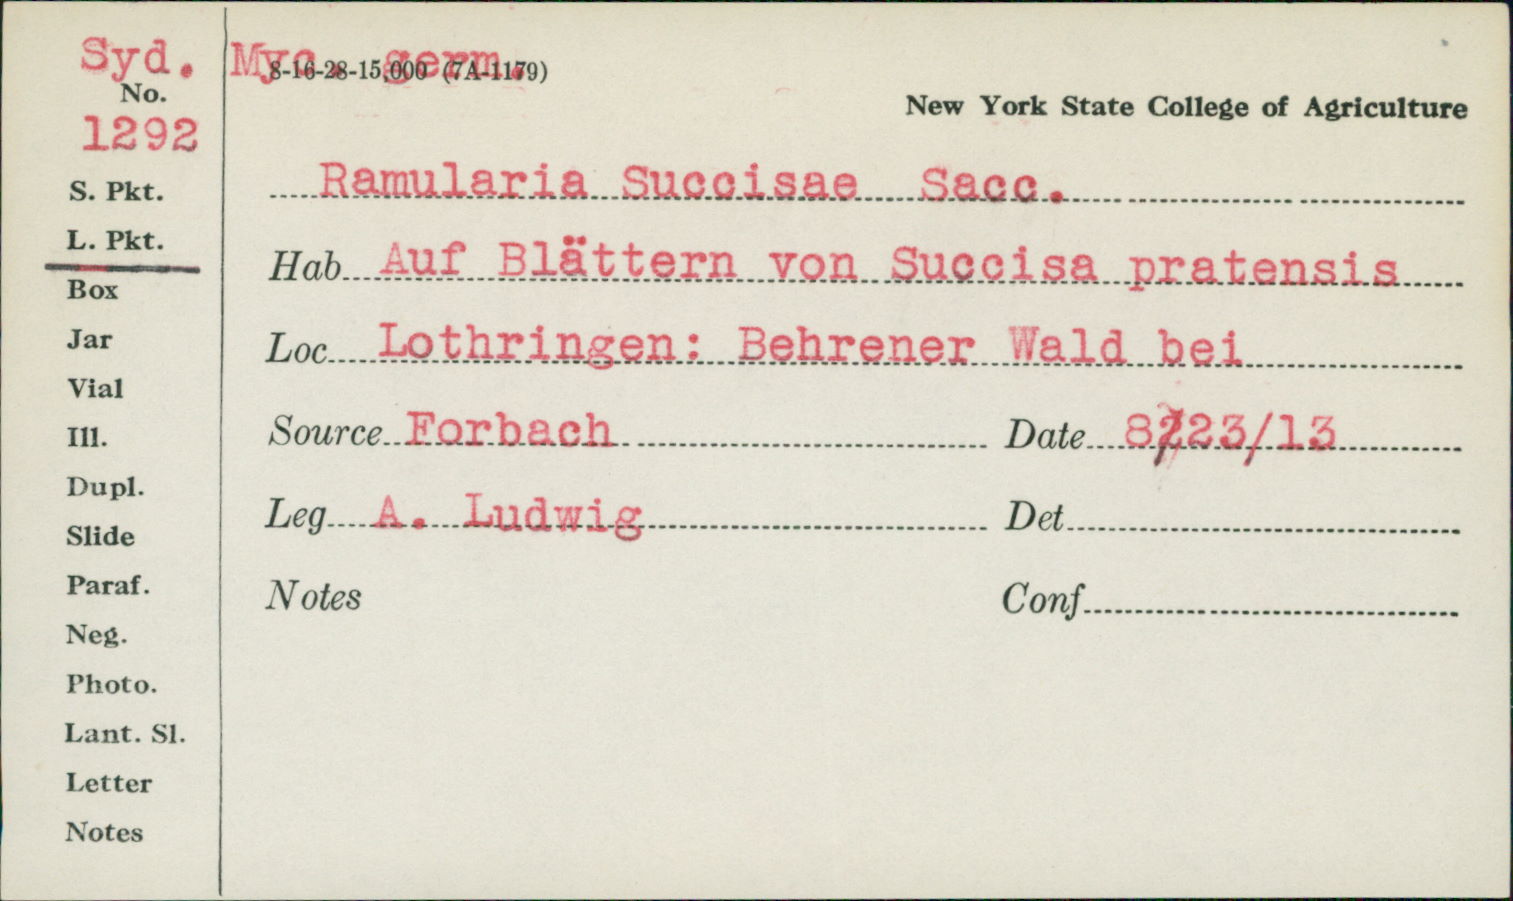 Syd. Myc. germ.
8-16-28-15,000 (7A-1179)
No.
1292
New York State College of Agriculture
S. Pkt.
L. Pkt.
Box
Jar
Vial
Ill.
Dupl.
Slide
Paraf.
Neg.
Photo.
Lant. Sl.
Letter
Notes
Ramularia Succisae Sacc.
Hab Auf Blättern von Succisa pratensis
Loc Lothringen: Behrener Wald bei
Source Forbach Date 8/23/13
Leg A. Ludwig Det
Notes Conf